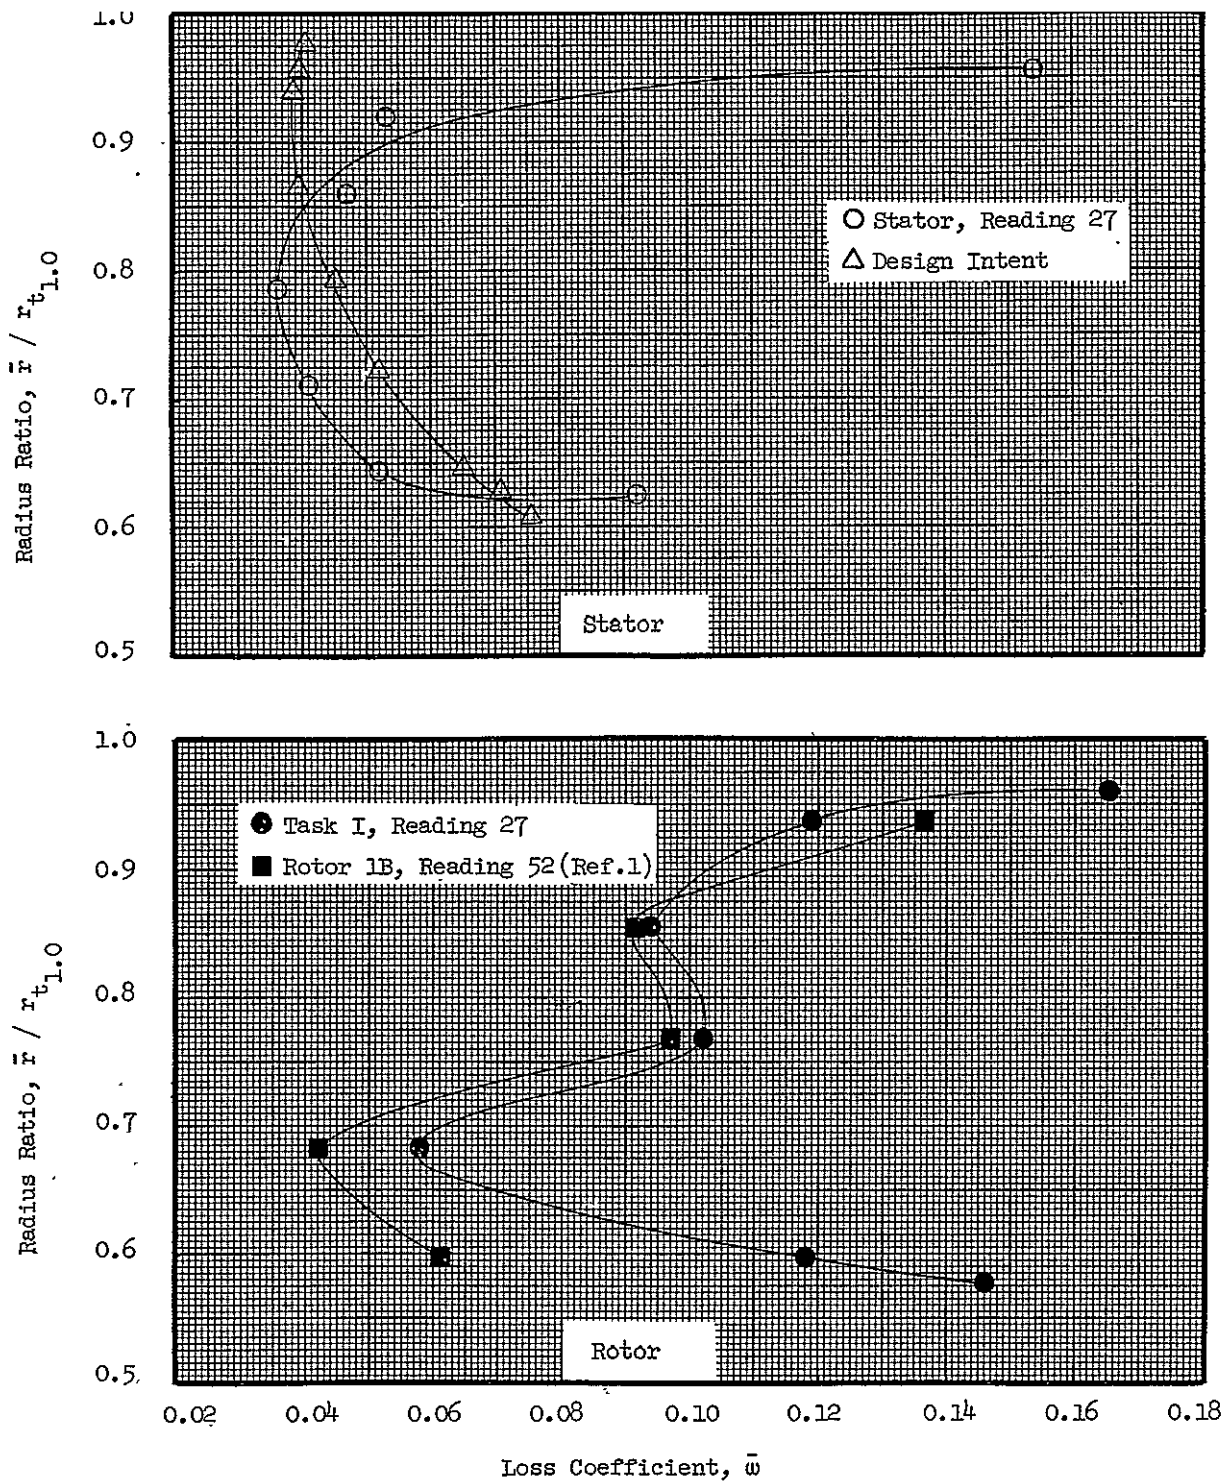 1.0
0.9
0.8
0.7
0.6
0.5
Radius Ratio, r̄ / r_t_1.0
○ Stator, Reading 27
△ Design Intent
Stator
1.0
0.9
0.8
0.7
0.6
0.5
Radius Ratio, r̄ / r_t_1.0
● Task I, Reading 27
■ Rotor 1B, Reading 52(Ref.1)
Rotor
0.02 0.04 0.06 0.08 0.10 0.12 0.14 0.16 0.18
Loss Coefficient, ω̄